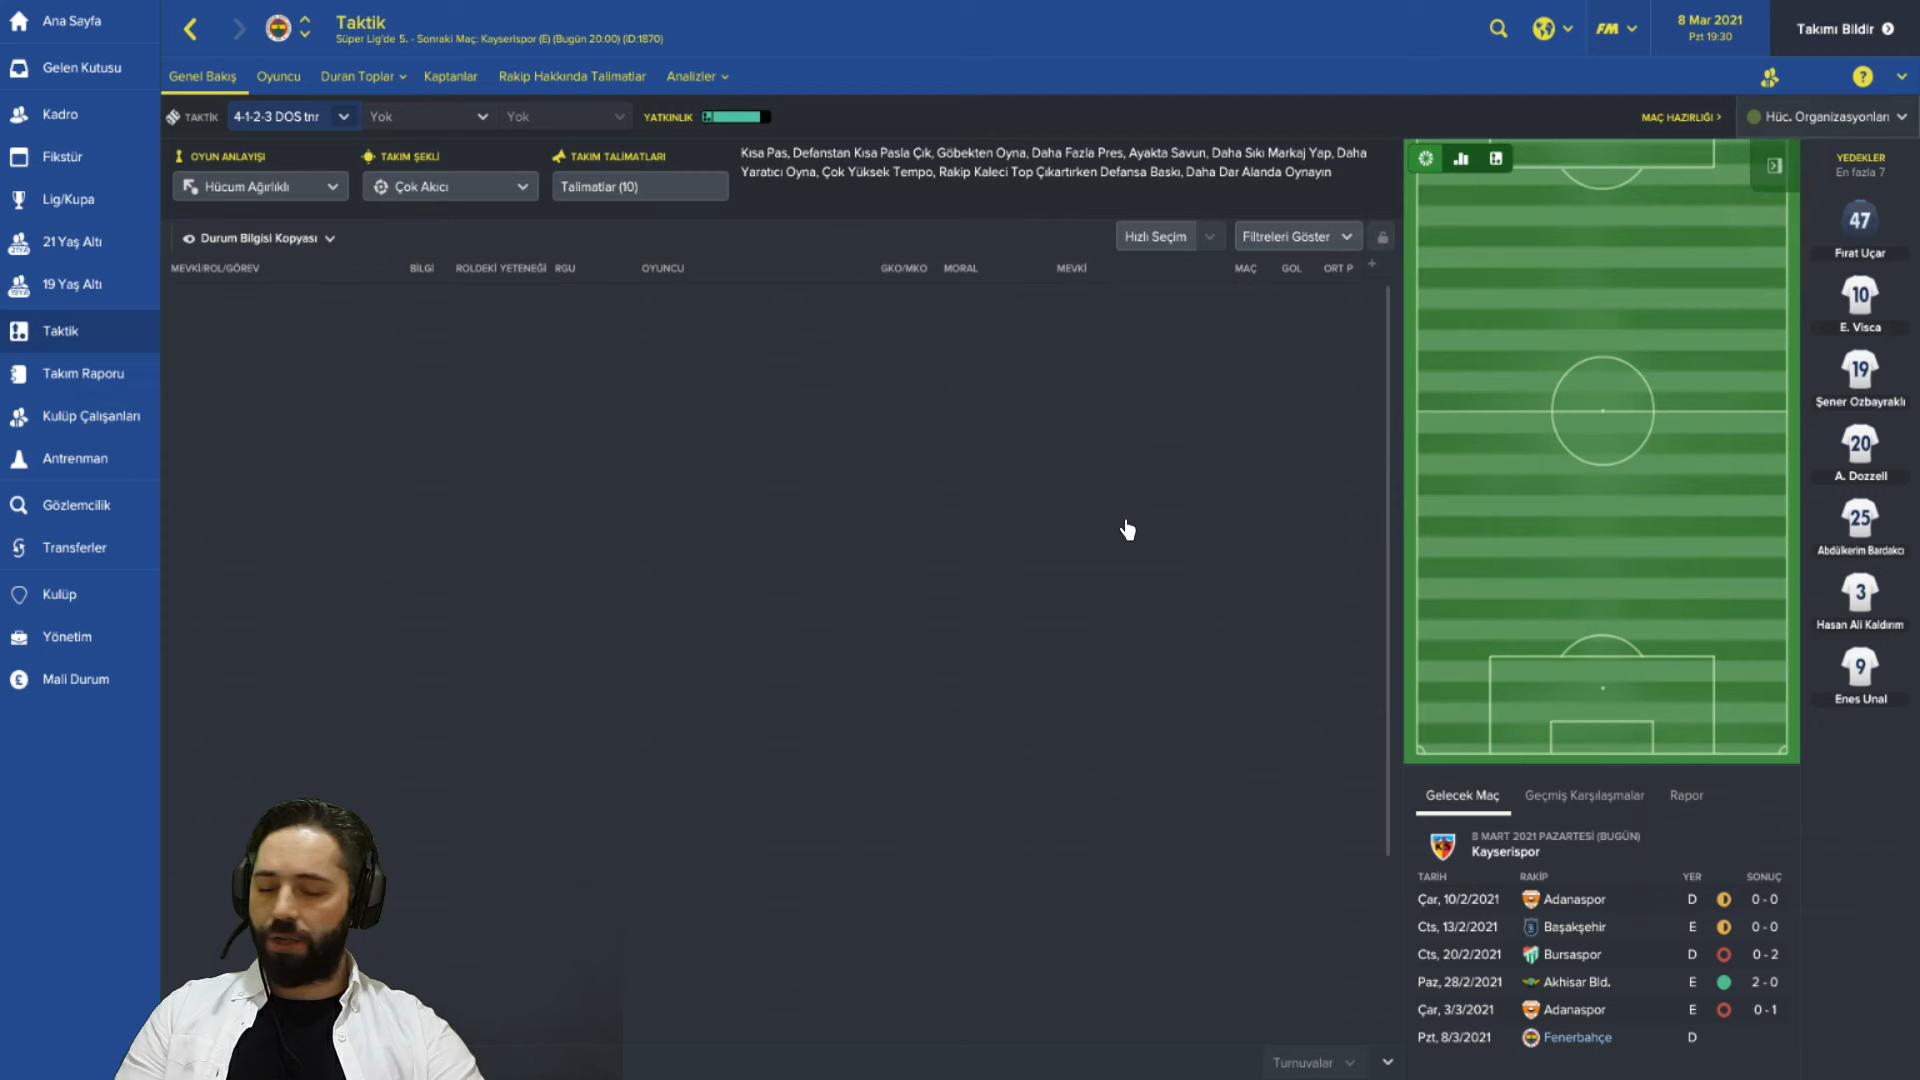 Ana Sayfa
Gelen Kutusu
Kadro
Fikstür
Lig/Kupa
21 Yaş Altı
19 Yaş Altı
Taktik
Takım Raporu
Kulüp Çalışanları
Antrenman
Gözlemcilik
Transferler
Kulüp
Yönetim
Mali Durum
Taktik
Süper Lig'de 5. - Sonraki Maç: Kayserispor (E) (Bugün 20:00) (ID:1870)
FM
8 Mar 2021
Pzt 19:30
Takımı Bildir
Genel Bakış
Oyuncu
Duran Toplar
Kaptanlar
Rakip Hakkında Talimatlar
Analizler
?
TAKTİK
4-1-2-3 DOS tnr
Yok
Yok
YATKINLIK
MAÇ HAZIRLIĞI >
Hüc. Organizasyonları
OYUN ANLAYIŞI
TAKIM ŞEKLİ
TAKIM TALİMATLARI
Hücum Ağırlıklı
Çok Akıcı
Talimatlar (10)
Kısa Pas, Defanstan Kısa Pasla Çık, Göbekten Oyna, Daha Fazla Pres, Ayakta Savun, Daha Sıkı Markaj Yap, Daha
Yaratıcı Oyna, Çok Yüksek Tempo, Rakip Kaleci Top Çıkartırken Defansa Baskı, Daha Dar Alanda Oynayın
Durum Bilgisi Kopyası
Hızlı Seçim
Filtreleri Göster
MEVKİ/ROL/GÖREV
BİLGİ
ROLDEKİ YETENEĞİ
RGU
OYUNCU
GKO/MKO
MORAL
MEVKİ
MAÇ
GOL
ORT P
YEDEKLER
En fazla 7
47
Fırat Uçar
10
E. Visca
19
Şener Özbayraklı
20
A. Dozzell
25
Abdülkerim Bardakcı
3
Hasan Ali Kaldırım
9
Enes Ünal
Gelecek Maç
Geçmiş Karşılaşmalar
Rapor
8 MART 2021 PAZARTESİ (BUGÜN)
Kayserispor
TARİH
RAKİP
YER
SONUÇ
Çar, 10/2/2021 Adanaspor D 0 - 0
Cts, 13/2/2021 Başakşehir E 0 - 0
Cts, 20/2/2021 Bursaspor D 0 - 2
Paz, 28/2/2021 Akhisar Bld. E 2 - 0
Çar, 3/3/2021 Adanaspor E 0 - 1
Pzt, 8/3/2021 Fenerbahçe D
Turnuvalar